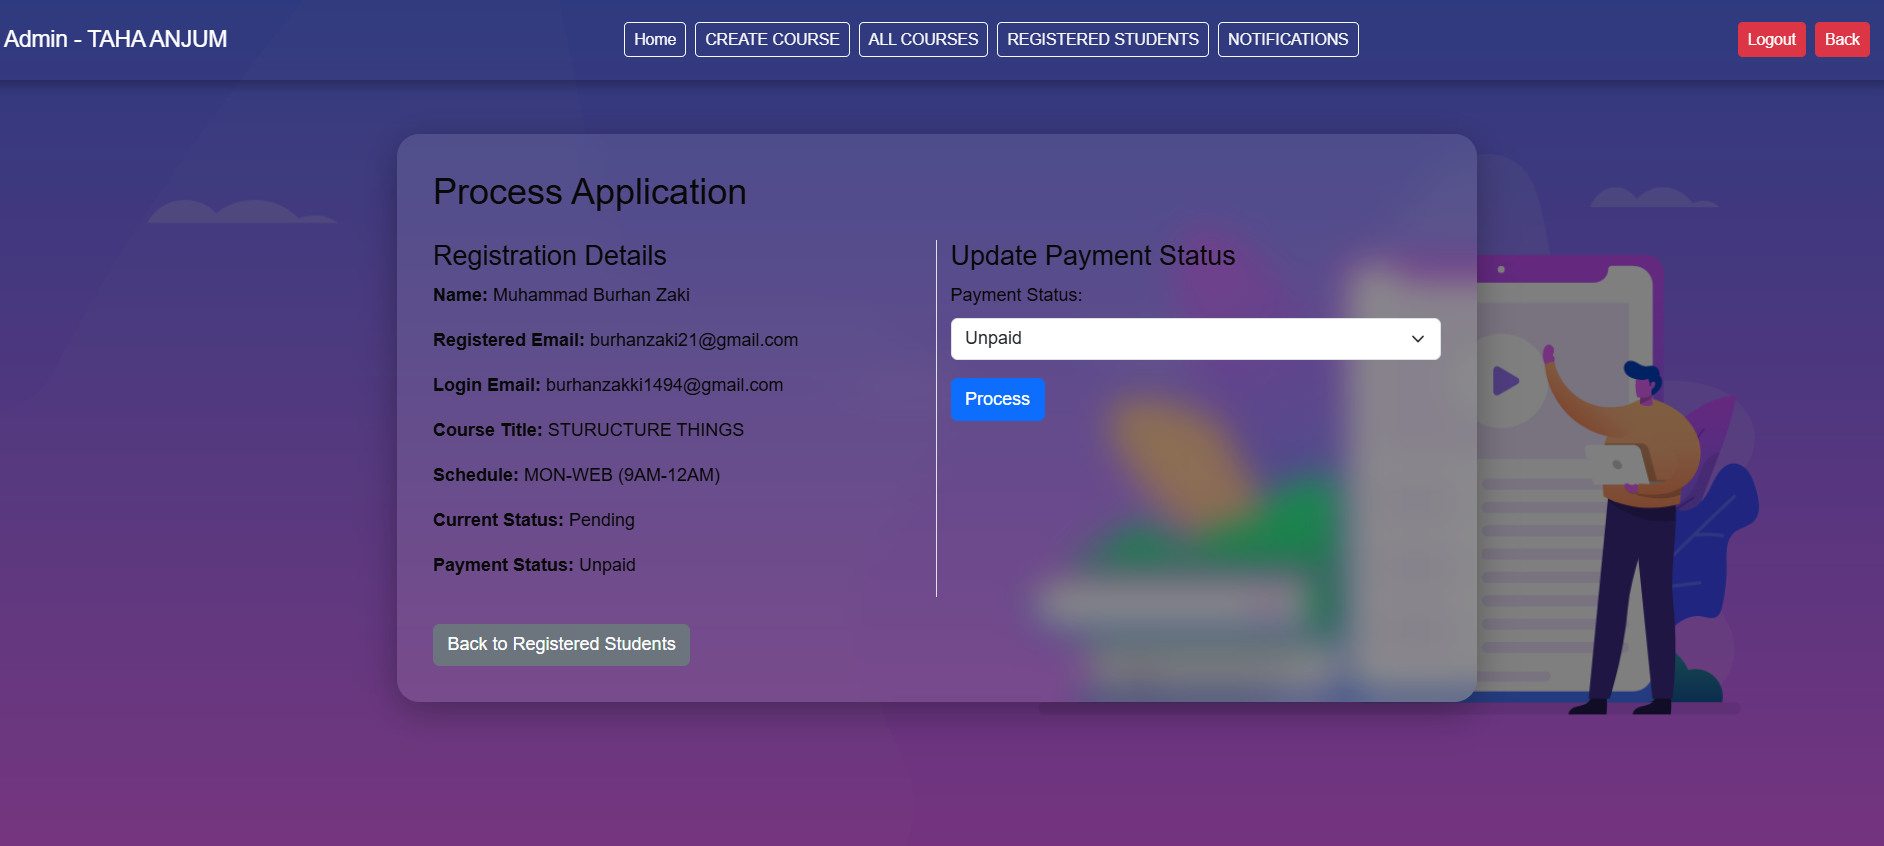 Admin - TAHA ANJUM
Home
CREATE COURSE
ALL COURSES
REGISTERED STUDENTS
NOTIFICATIONS
Logout
Back
Process Application
Registration Details
Name: Muhammad Burhan Zaki
Registered Email: burhanzaki21@gmail.com
Login Email: burhanzakki1494@gmail.com
Course Title: STURUCTURE THINGS
Schedule: MON-WEB (9AM-12AM)
Current Status: Pending
Payment Status: Unpaid
Update Payment Status
Payment Status:
Unpaid
Process
Back to Registered Students